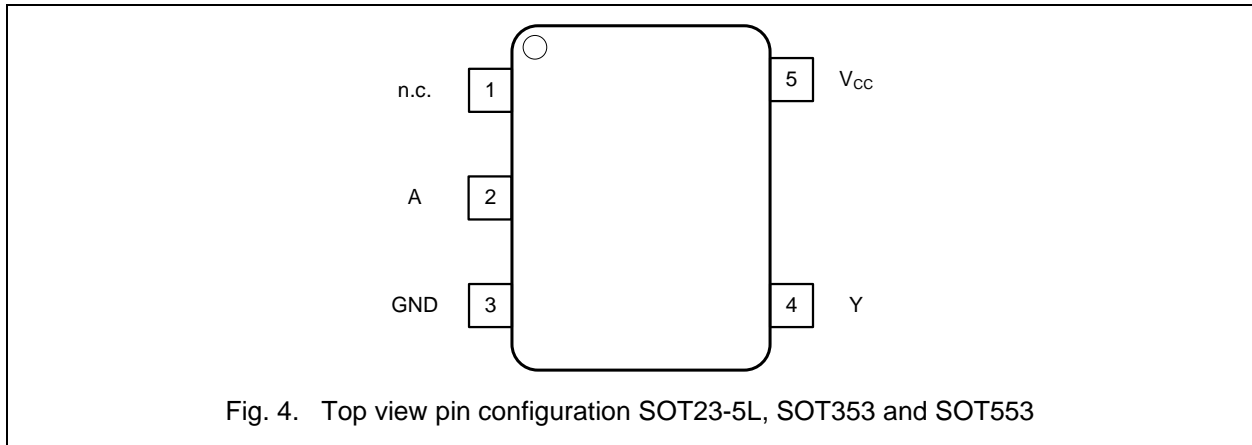 n.c. 1 5 VCC
A 2
GND 3 4 Y
Fig. 4. Top view pin configuration SOT23-5L, SOT353 and SOT553